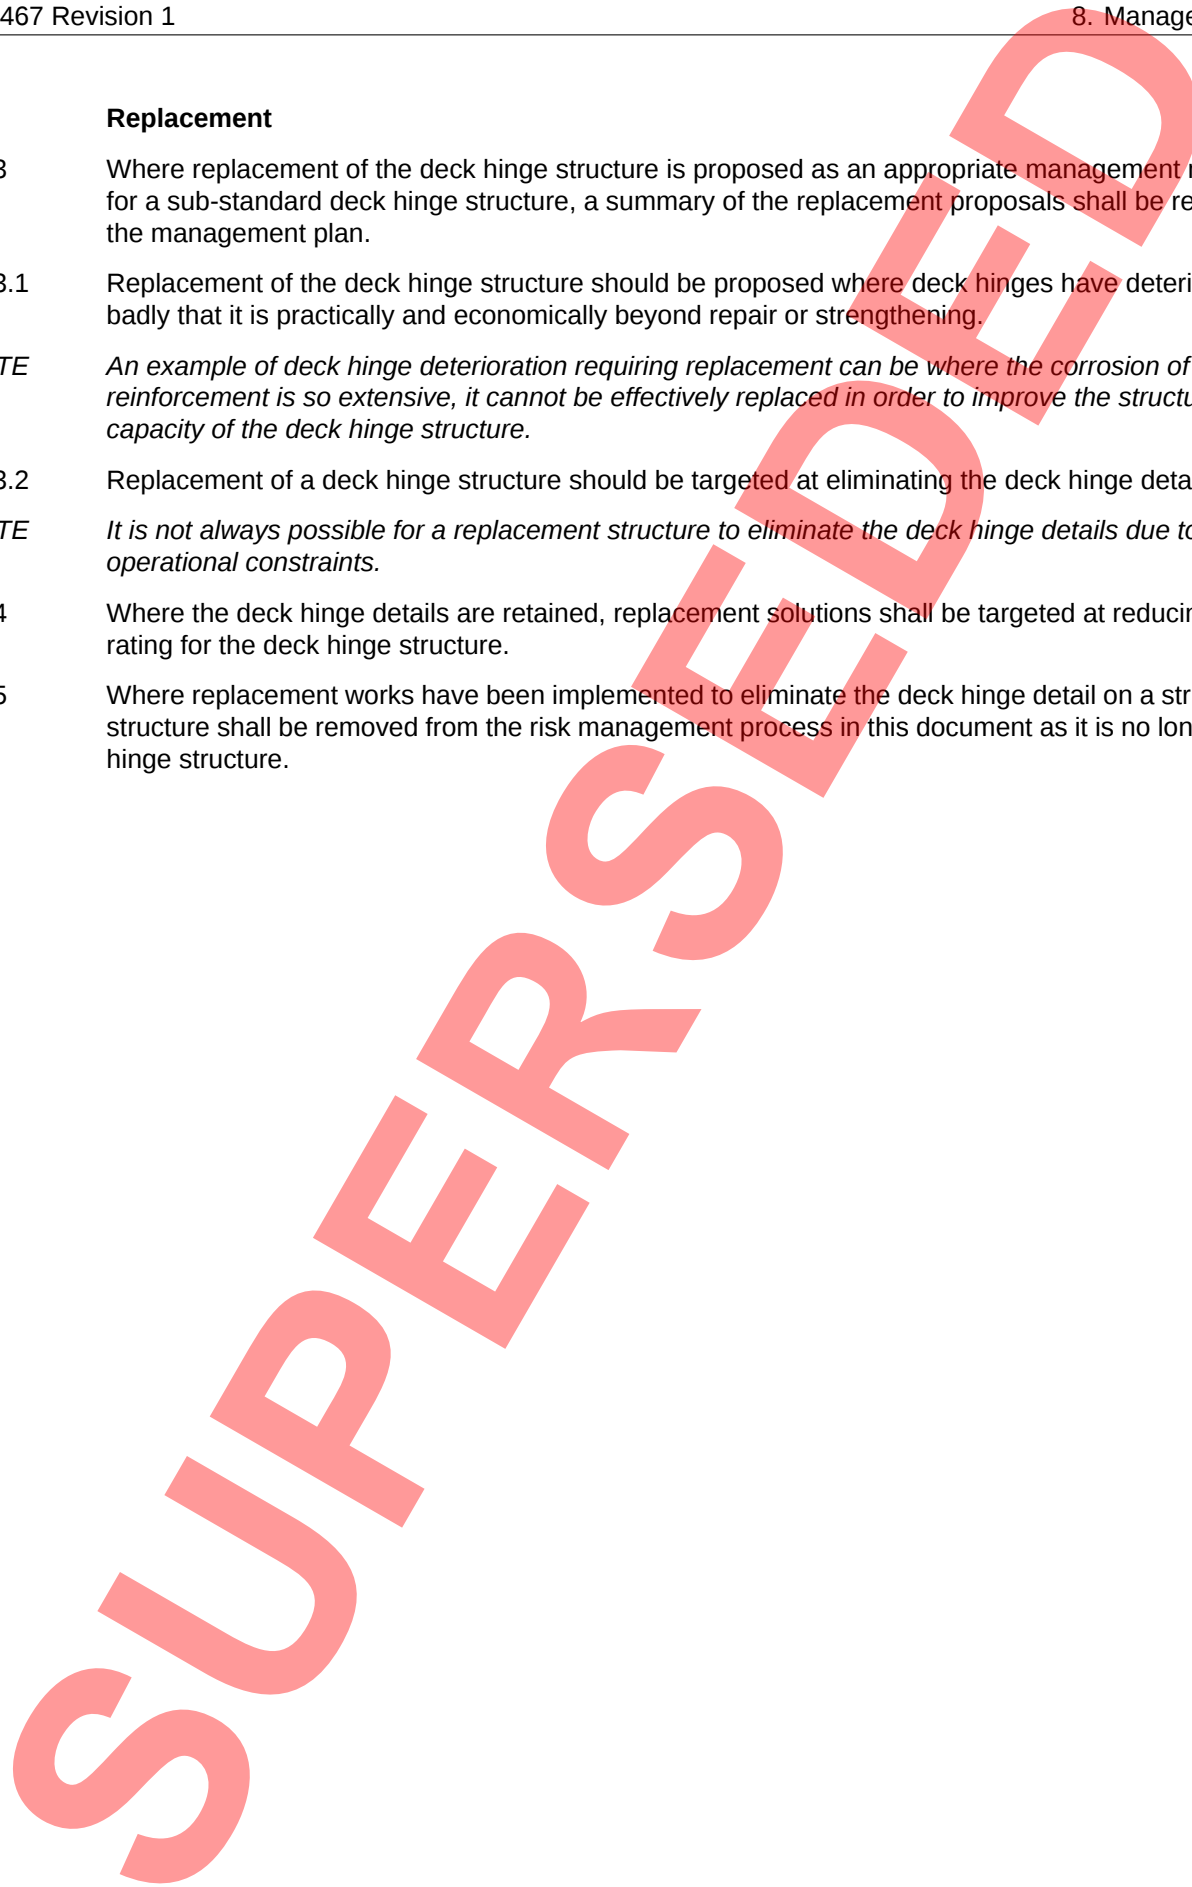 467 Revision 1 8. Manage
Replacement
3 Where replacement of the deck hinge structure is proposed as an appropriate management
for a sub-standard deck hinge structure, a summary of the replacement proposals shall be re
the management plan.
3.1 Replacement of the deck hinge structure should be proposed where deck hinges have deteri
badly that it is practically and economically beyond repair or strengthening.
TE An example of deck hinge deterioration requiring replacement can be where the corrosion of
reinforcement is so extensive, it cannot be effectively replaced in order to improve the structu
capacity of the deck hinge structure.
3.2 Replacement of a deck hinge structure should be targeted at eliminating the deck hinge deta
TE It is not always possible for a replacement structure to eliminate the deck hinge details due to
operational constraints.
4 Where the deck hinge details are retained, replacement solutions shall be targeted at reducin
rating for the deck hinge structure.
5 Where replacement works have been implemented to eliminate the deck hinge detail on a str
structure shall be removed from the risk management process in this document as it is no lon
hinge structure.
SUPERSEDED